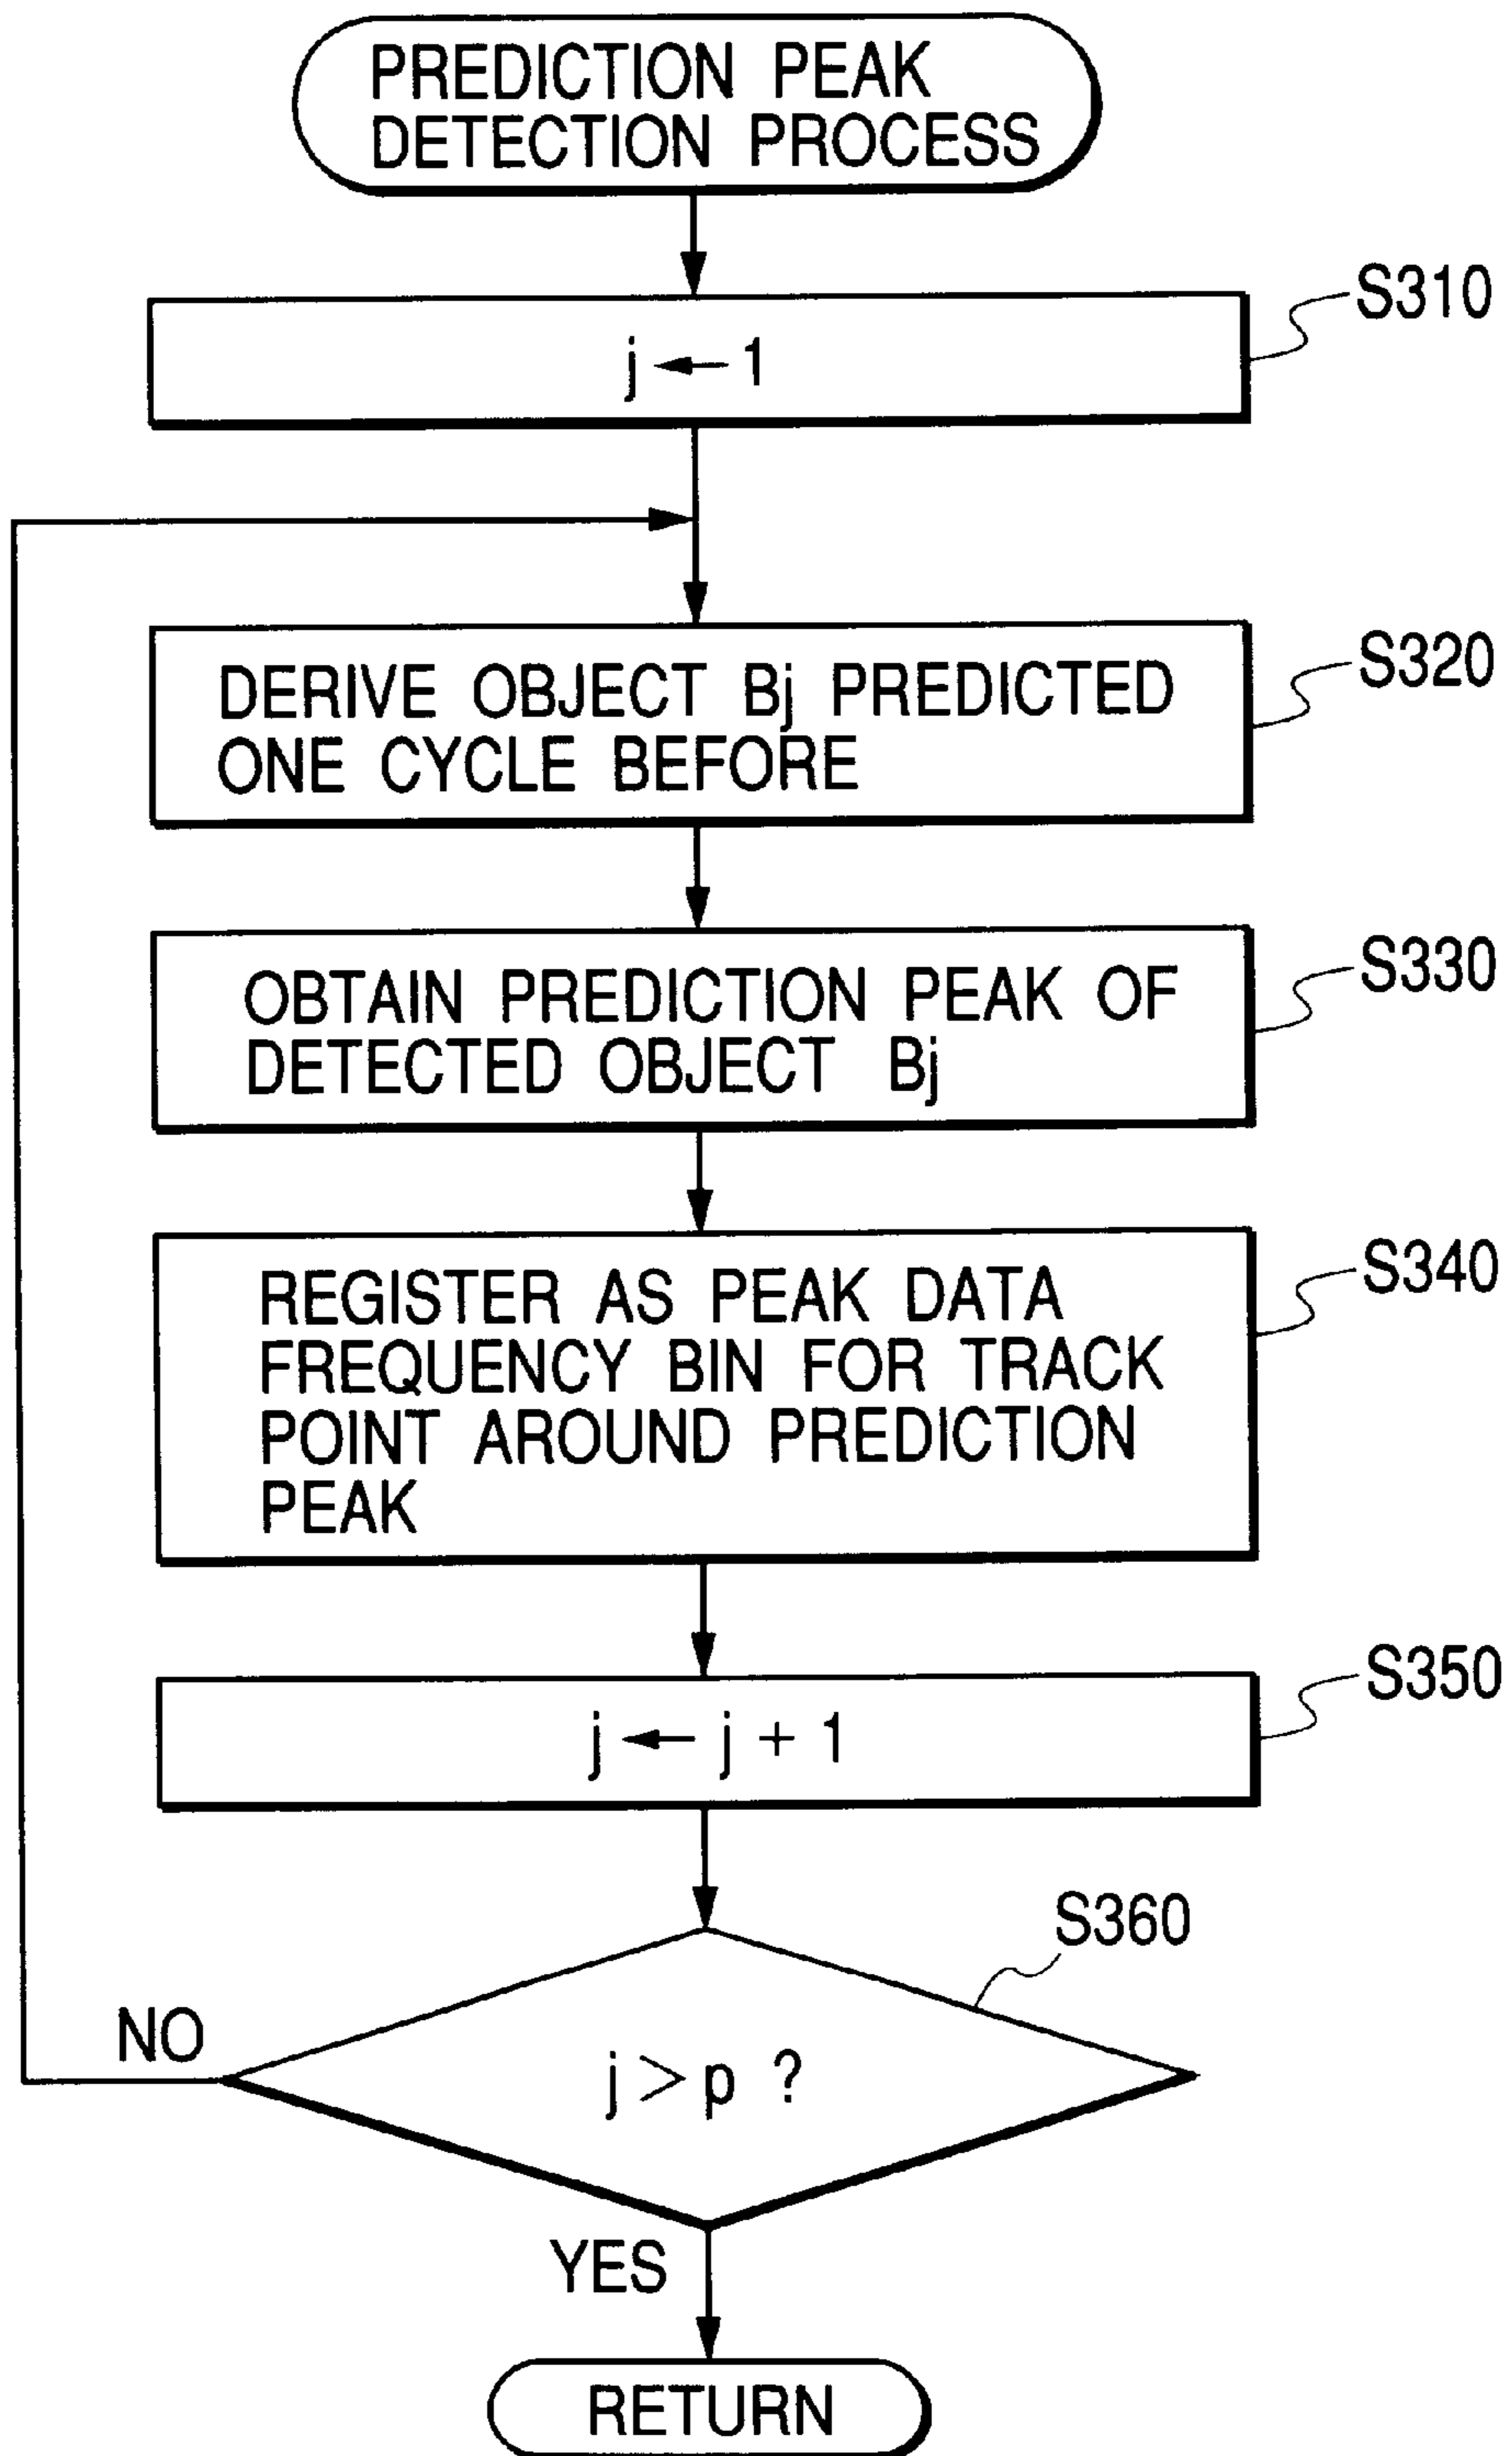 PREDICTION PEAK
DETECTION PROCESS
S310
j ← 1
S320
DERIVE OBJECT Bj PREDICTED
ONE CYCLE BEFORE
S330
OBTAIN PREDICTION PEAK OF
DETECTED OBJECT Bj
S340
REGISTER AS PEAK DATA
FREQUENCY BIN FOR TRACK
POINT AROUND PREDICTION
PEAK
S350
j ← j + 1
S360
NO
j > p ?
YES
RETURN